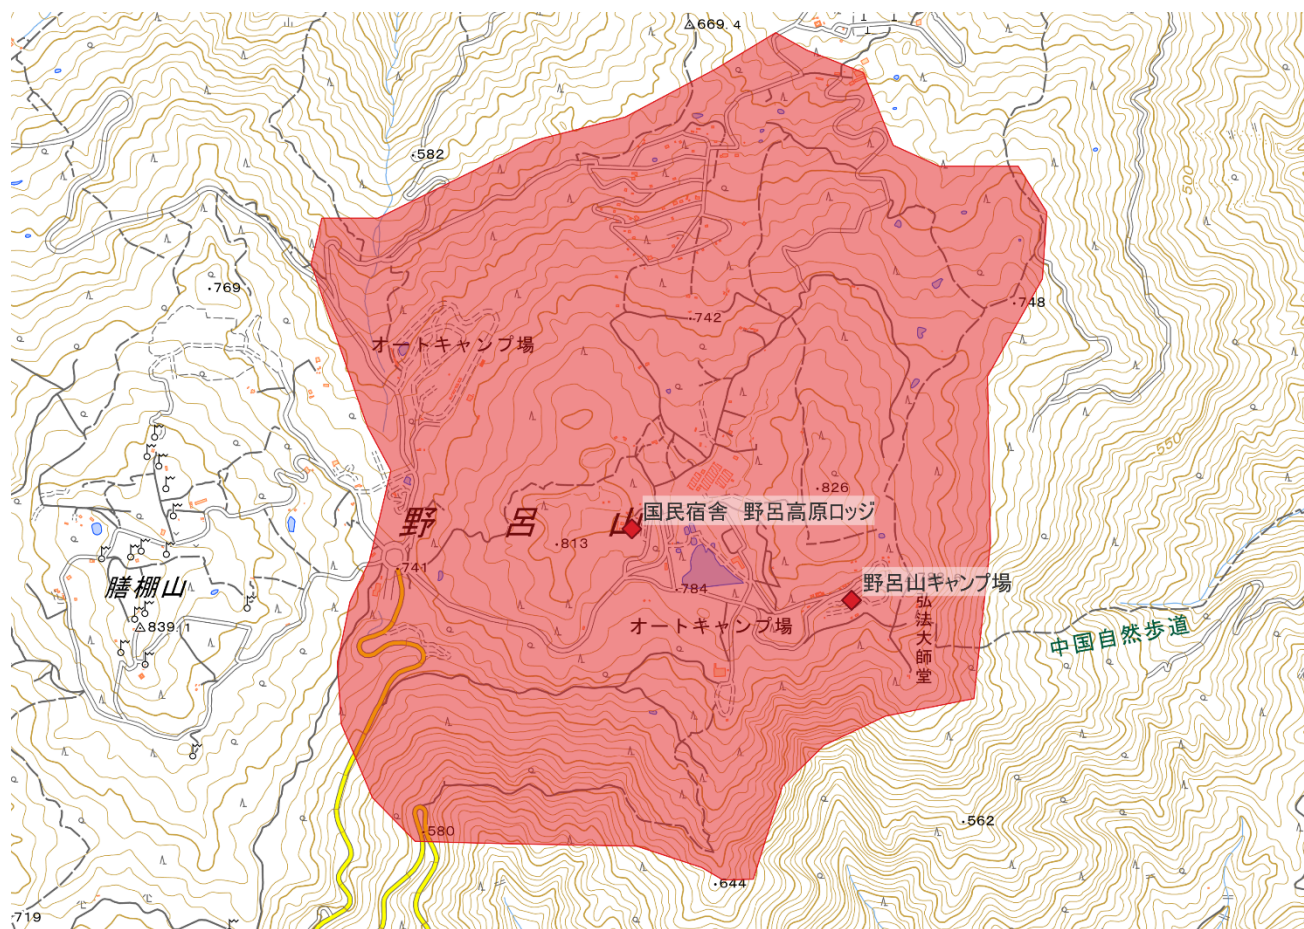 669.4
582
500
769
748
742
オートキャンプ場
550
826
国民宿舎 野呂高原ロッジ
野呂山
813
741
膳棚山
784
野呂山キャンプ場
弘法大師堂
839.1
オートキャンプ場
中国自然歩道
580
562
644
719